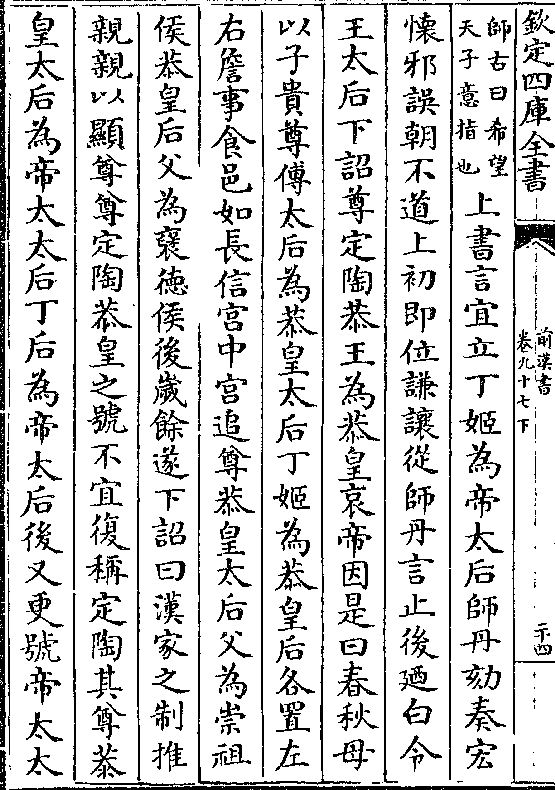 欽定四庫全書
前漢書
卷九十七下
師古曰希望
天子意指也
上書言宜立丁姬為帝太后師丹劾奏宏
懐邪誤朝不道上初即位謙讓從師丹言止後廼白令
王太后下詔尊定陶恭王為恭皇哀帝因是曰春秋母
以子貴尊傅太后為恭皇太后丁姬為恭皇后各置左
右詹事食邑如長信宫中宫追尊恭皇太后父為崇祖
侯恭皇后父為襃德侯後歲餘遂下詔曰漢家之制推
親親以顯尊尊定陶恭皇之號不宜復稱定陶其尊恭
皇太后為帝太太后丁后為帝太后後又更號帝太太